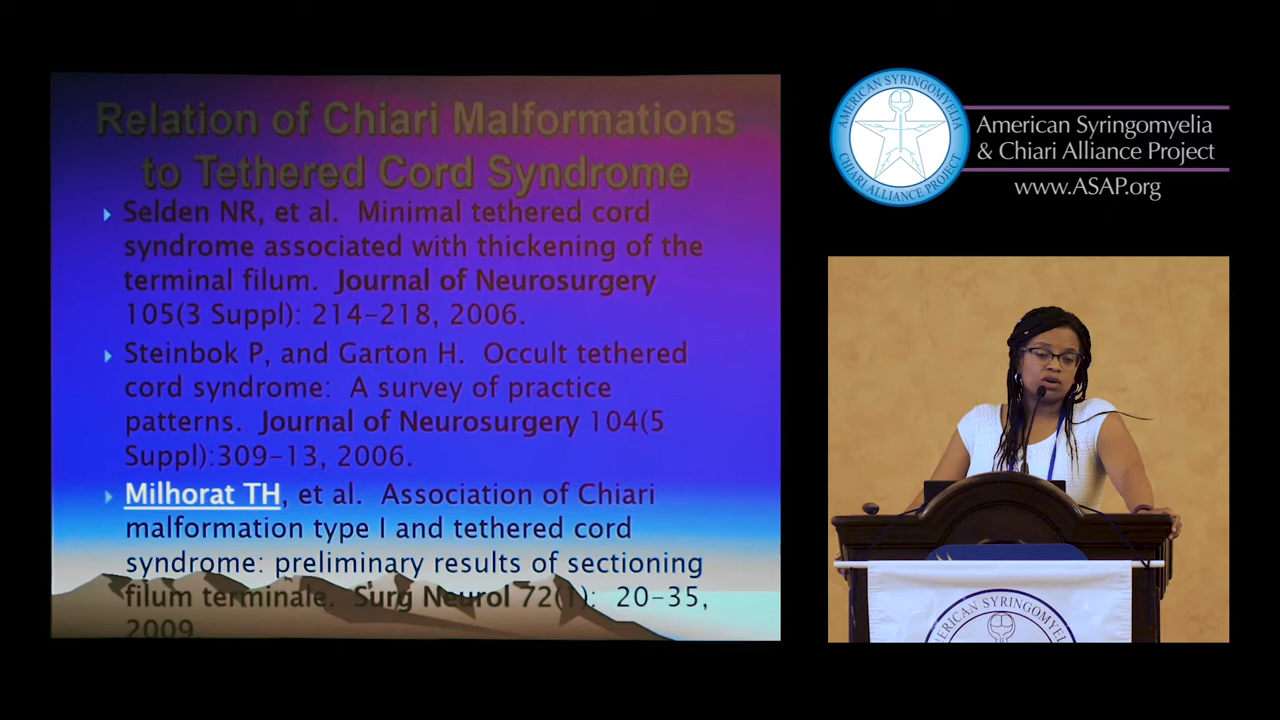 Relation of Chiari Malformations
to Tethered Cord Syndrome
Selden NR, et al. Minimal tethered cord
syndrome associated with thickening of the
terminal filum. Journal of Neurosurgery
105(3 Suppl): 214-218, 2006.
Steinbok P, and Garton H. Occult tethered
cord syndrome: A survey of practice
patterns. Journal of Neurosurgery 104(5
Suppl):309-13, 2006.
Milhorat TH, et al. Association of Chiari
malformation type I and tethered cord
syndrome: preliminary results of sectioning
filum terminale. Surg Neurol 72(1): 20-35,
2009.
AMERICAN SYRINGOMYELIA
CHIARI ALLIANCE PROJECT
American Syringomyelia
& Chiari Alliance Project
www.ASAP.org
AMERICAN SYRINGOMYELIA